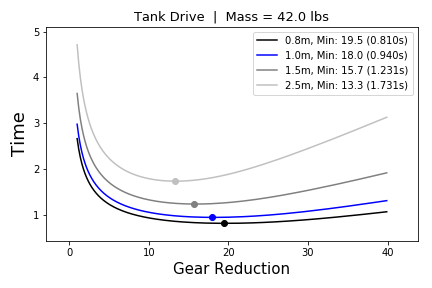 Tank Drive | Mass = 42.0 lbs
0.8m, Min: 19.5 (0.810s)
1.0m, Min: 18.0 (0.940s)
1.5m, Min: 15.7 (1.231s)
2.5m, Min: 13.3 (1.731s)
Time
5
4
3
2
1
0 10 20 30 40
Gear Reduction